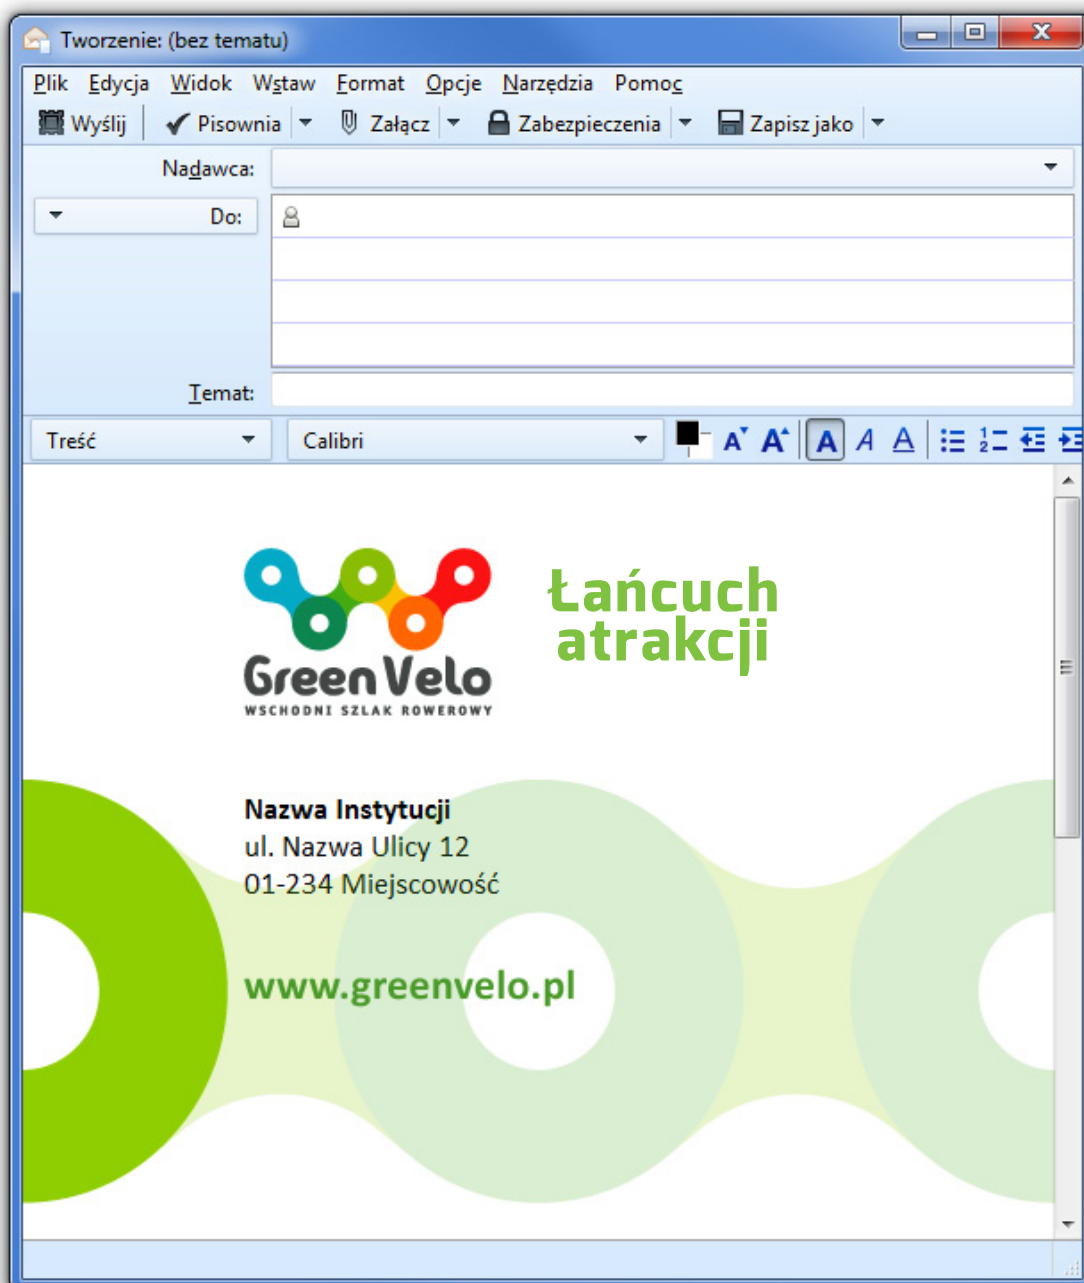 Tworzenie: (bez tematu)
Plik Edycja Widok Wstaw Format Opcje Narzędzia Pomoc
Wyślij Pisownia Załącz Zabezpieczenia Zapisz jako
Nadawca:
Do:
Temat:
Treść Calibri A A A A A
Green Velo
WSCHODNI SZLAK ROWEROWY
Łańcuch
atrakcji
Nazwa Instytucji
ul. Nazwa Ulicy 12
01-234 Miejscowość
www.greenvelo.pl